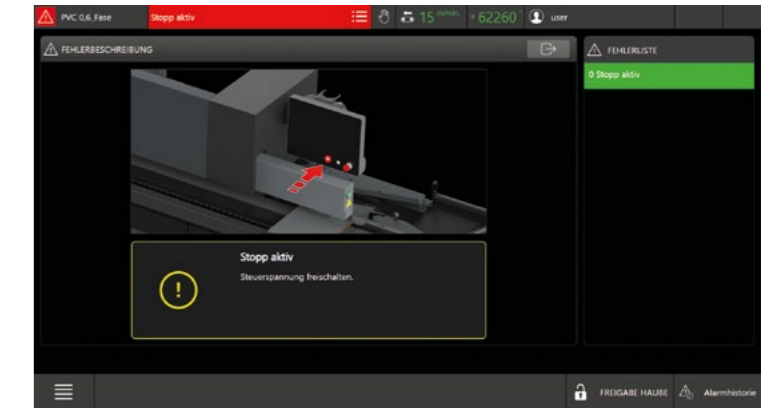 PVC 0,6_Fase Stopp aktiv 15 m/min. 62260 user
FEHLERBESCHREIBUNG
FEHLERLISTE
0 Stopp aktiv
Stopp aktiv
Steuerspannung freischalten.
FREIGABE HAUBE Alarmhistorie